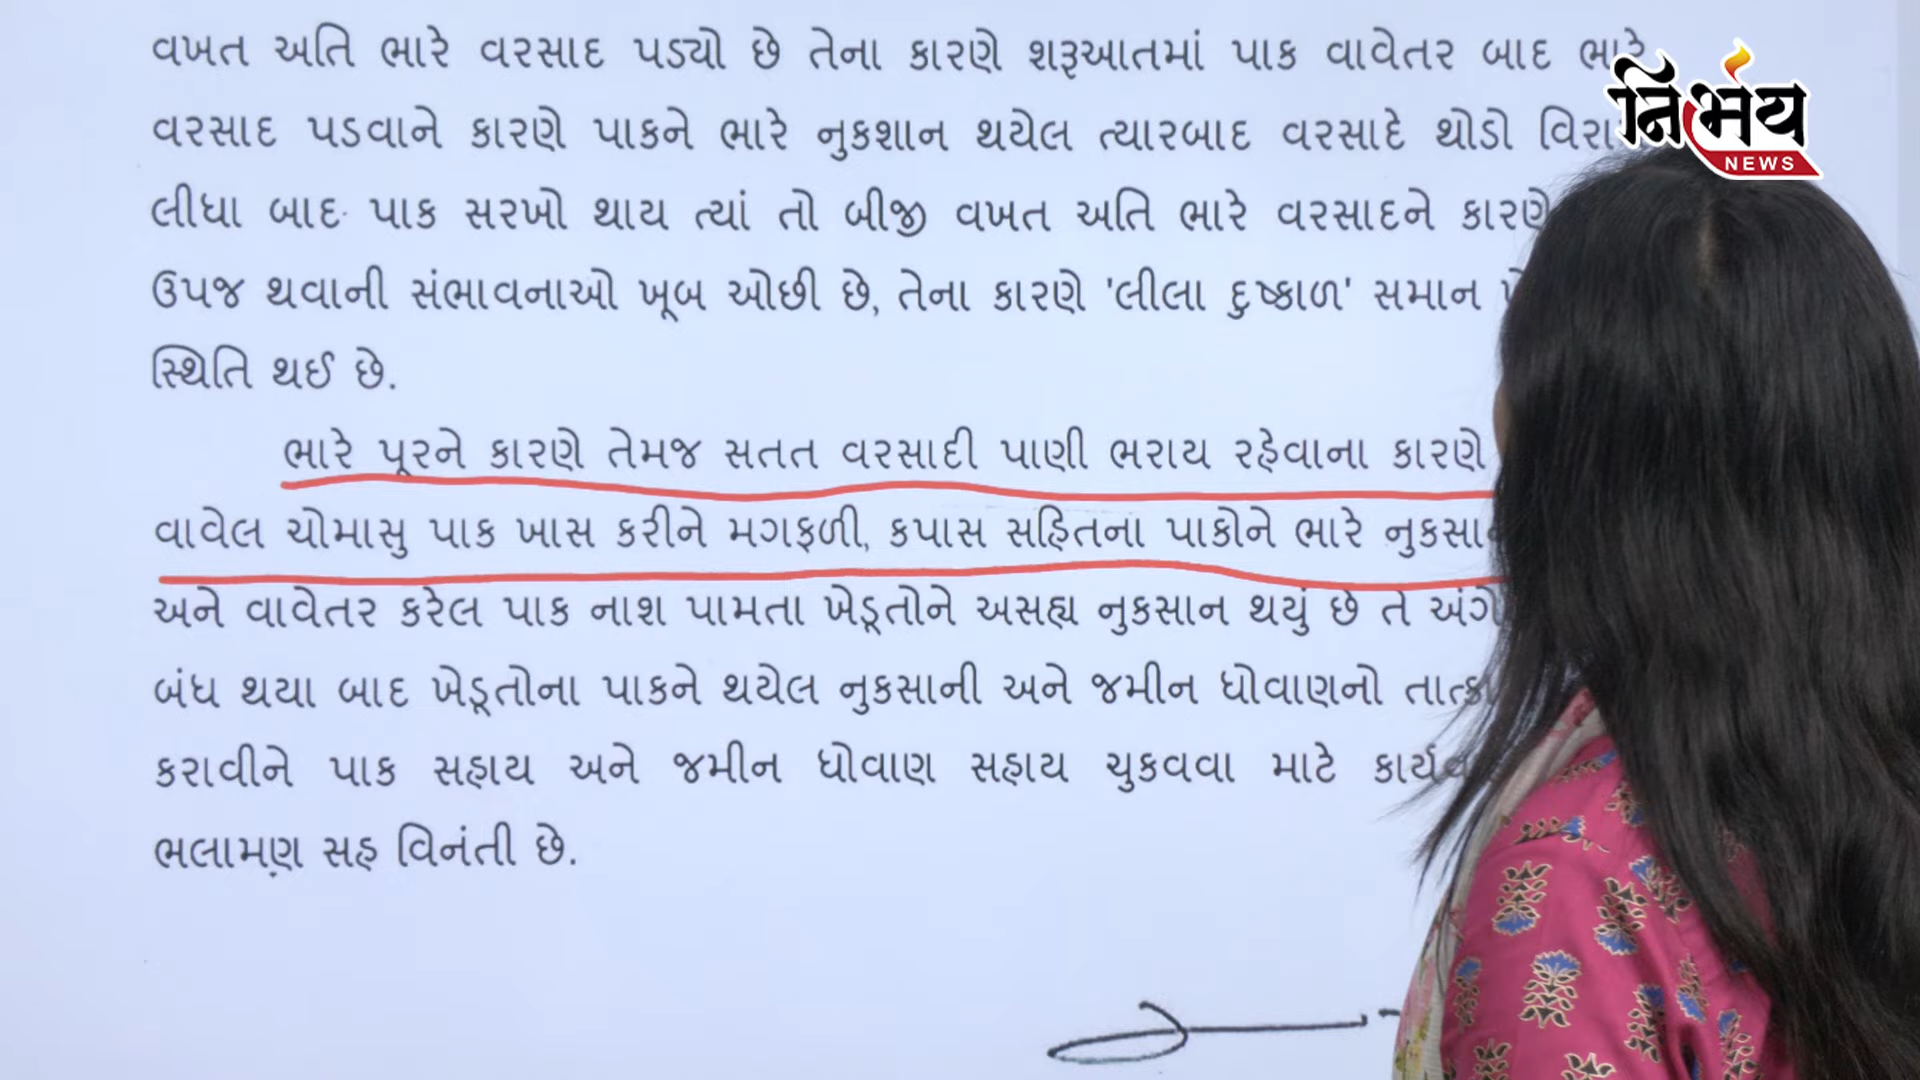 વખત અતિ ભારે વરસાદ પડ્યો છે તેના કારણે શરૂઆતમાં પાક વાવેતર બાદ ભારે
વરસાદ પડવાને કારણે પાકને ભારે નુકશાન થયેલ ત્યારબાદ વરસાદે થોડો
લીધા બાદ પાક સરખો થાય ત્યાં તો બીજી વખત અતિ ભારે વરસાદને કારણે
ઉપજ થવાની સંભાવનાઓ ખૂબ ઓછી છે, તેના કારણે 'લીલા દુષ્કાળ' સમાન
સ્થિતિ થઈ છે.
ભારે પૂરને કારણે તેમજ સતત વરસાદી પાણી ભરાય રહેવાના કારણે
વાવેલ ચોમાસુ પાક ખાસ કરીને મગફળી, કપાસ સહિતના પાકોને ભારે
અને વાવેતર કરેલ પાક નાશ પામતા ખેડૂતોને અસહ્ય નુકસાન થયું છે તે અંગે
બંધ થયા બાદ ખેડૂતોના પાકને થયેલ નુકસાની અને જમીન ધોવાણનો
કરાવીને પાક સહાય અને જમીન ધોવાણ સહાય ચુકવવા માટે
ભલામણ સહ વિનંતી છે.
નિર્ભય
NEWS